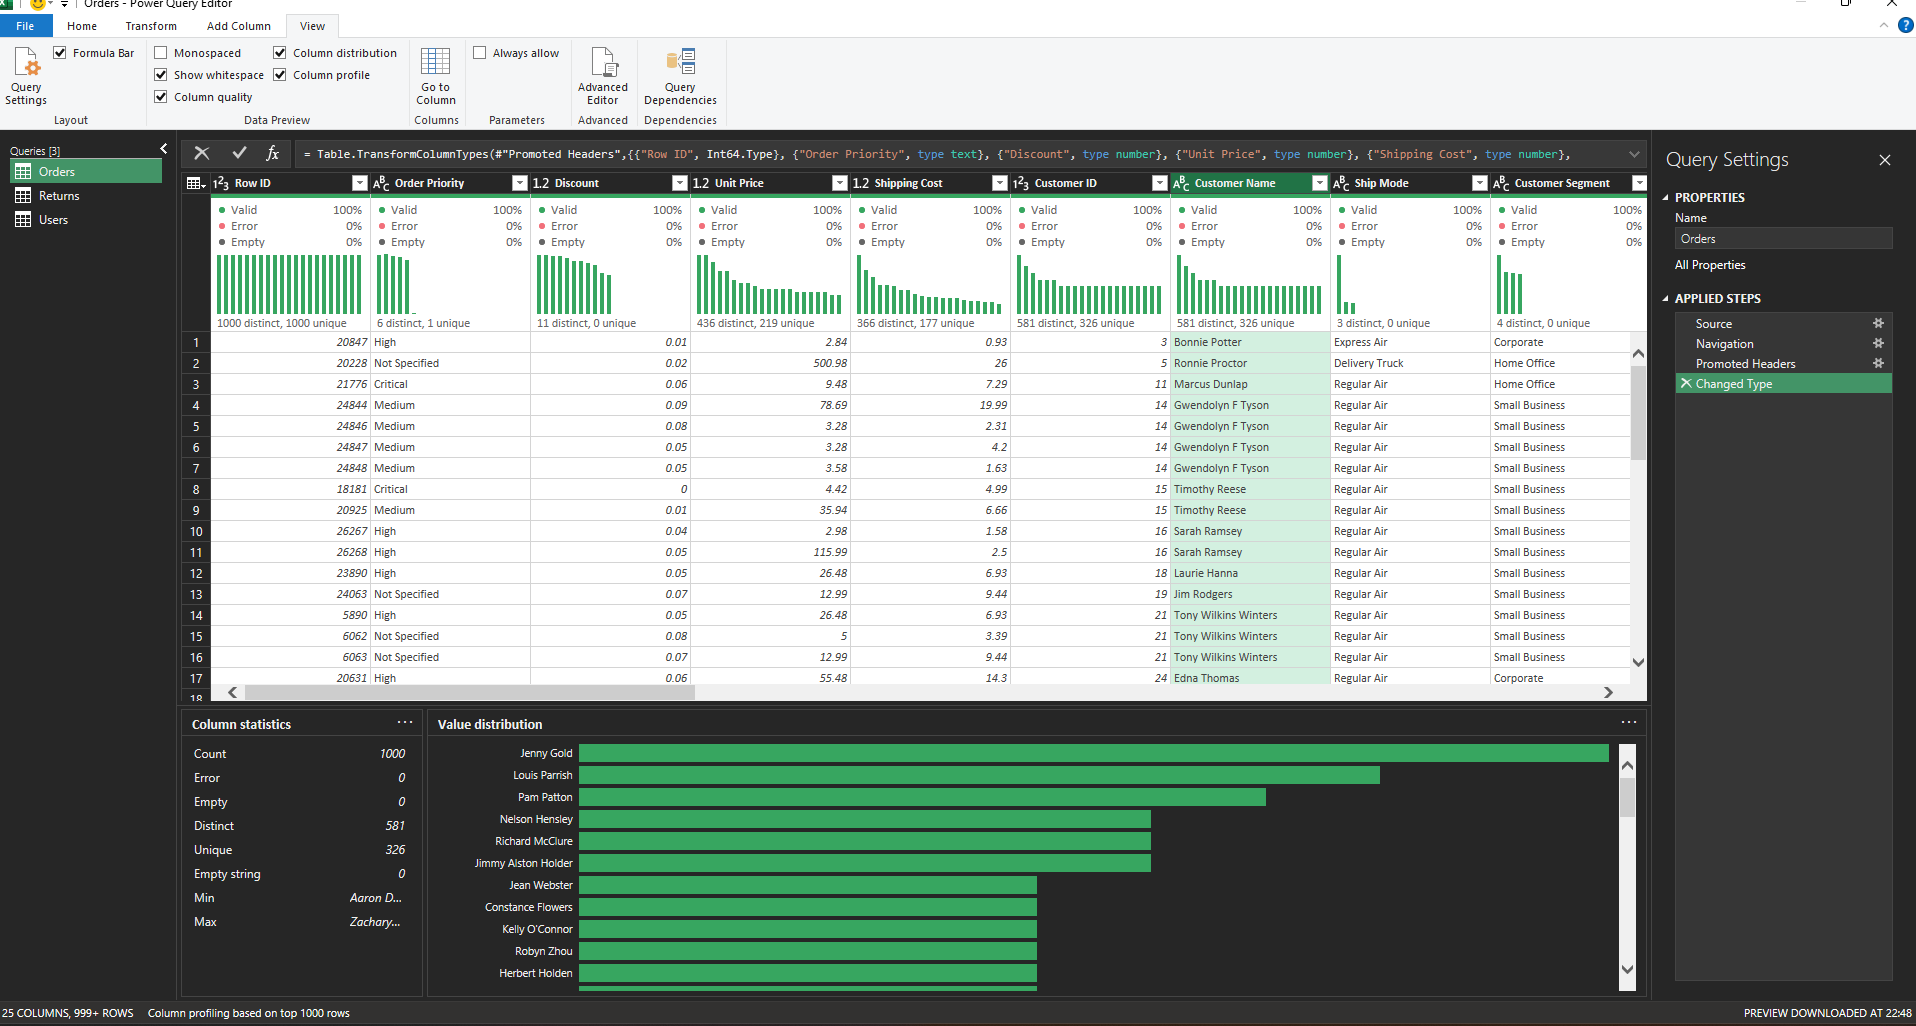 Orders - Power Query Editor
File Home Transform Add Column View
Formula Bar
Monospaced
Column distribution
Always allow
Show whitespace
Column profile
Column quality
Query Settings
Go to Column
Advanced Editor
Query Dependencies
Layout Data Preview Columns Parameters Advanced Dependencies
Queries [3]
Orders
Returns
Users
fx = Table.TransformColumnTypes(#"Promoted Headers",{{"Row ID", Int64.Type}, {"Order Priority", type text}, {"Discount", type number}, {"Unit Price", type number}, {"Shipping Cost", type number},
1²3 Row ID ABC Order Priority 1.2 Discount 1.2 Unit Price 1.2 Shipping Cost 1²3 Customer ID ABC Customer Name ABC Ship Mode ABC Customer Segment
Valid 100% Valid 100% Valid 100% Valid 100% Valid 100% Valid 100% Valid 100% Valid 100% Valid 100%
Error 0% Error 0% Error 0% Error 0% Error 0% Error 0% Error 0% Error 0% Error 0%
Empty 0% Empty 0% Empty 0% Empty 0% Empty 0% Empty 0% Empty 0% Empty 0% Empty 0%
1000 distinct, 1000 unique 6 distinct, 1 unique 11 distinct, 0 unique 436 distinct, 219 unique 366 distinct, 177 unique 581 distinct, 326 unique 581 distinct, 326 unique 3 distinct, 0 unique 4 distinct, 0 unique
1 20847 High 0.01 2.84 0.93 3 Bonnie Potter Express Air Corporate
2 20228 Not Specified 0.02 500.98 26 5 Ronnie Proctor Delivery Truck Home Office
3 21776 Critical 0.06 9.48 7.29 11 Marcus Dunlap Regular Air Home Office
4 24844 Medium 0.09 78.69 19.99 14 Gwendolyn F Tyson Regular Air Small Business
5 24846 Medium 0.08 3.28 2.31 14 Gwendolyn F Tyson Regular Air Small Business
6 24847 Medium 0.05 3.28 4.2 14 Gwendolyn F Tyson Regular Air Small Business
7 24848 Medium 0.05 3.58 1.63 14 Gwendolyn F Tyson Regular Air Small Business
8 18181 Critical 0 4.42 4.99 15 Timothy Reese Regular Air Small Business
9 20925 Medium 0.01 35.94 6.66 15 Timothy Reese Regular Air Small Business
10 26267 High 0.04 2.98 1.58 16 Sarah Ramsey Regular Air Small Business
11 26268 High 0.05 115.99 2.5 16 Sarah Ramsey Regular Air Small Business
12 23890 High 0.05 26.48 6.93 18 Laurie Hanna Regular Air Small Business
13 24063 Not Specified 0.07 12.99 9.44 19 Jim Rodgers Regular Air Small Business
14 5890 High 0.05 26.48 6.93 21 Tony Wilkins Winters Regular Air Small Business
15 6062 Not Specified 0.08 5 3.39 21 Tony Wilkins Winters Regular Air Small Business
16 6063 Not Specified 0.07 12.99 9.44 21 Tony Wilkins Winters Regular Air Small Business
17 20631 High 0.06 55.48 14.3 24 Edna Thomas Regular Air Corporate
18
Column statistics ...
Count 1000
Error 0
Empty 0
Distinct 581
Unique 326
Empty string 0
Min Aaron D...
Max Zachary...
Value distribution ...
Jenny Gold
Louis Parrish
Pam Patton
Nelson Hensley
Richard McClure
Jimmy Alston Holder
Jean Webster
Constance Flowers
Kelly O'Connor
Robyn Zhou
Herbert Holden
Query Settings
PROPERTIES
Name
Orders
All Properties
APPLIED STEPS
Source
Navigation
Promoted Headers
Changed Type
25 COLUMNS, 999+ ROWS Column profiling based on top 1000 rows PREVIEW DOWNLOADED AT 22:48